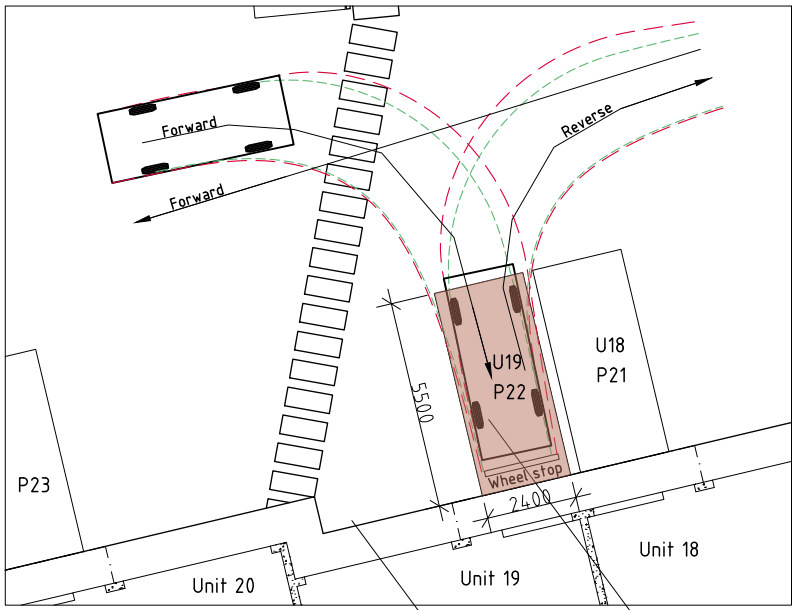 Forward
Reverse
Forward
U18
P21
U19
P22
5500
P23
Wheel stop
2400
Unit 18
Unit 19
Unit 20